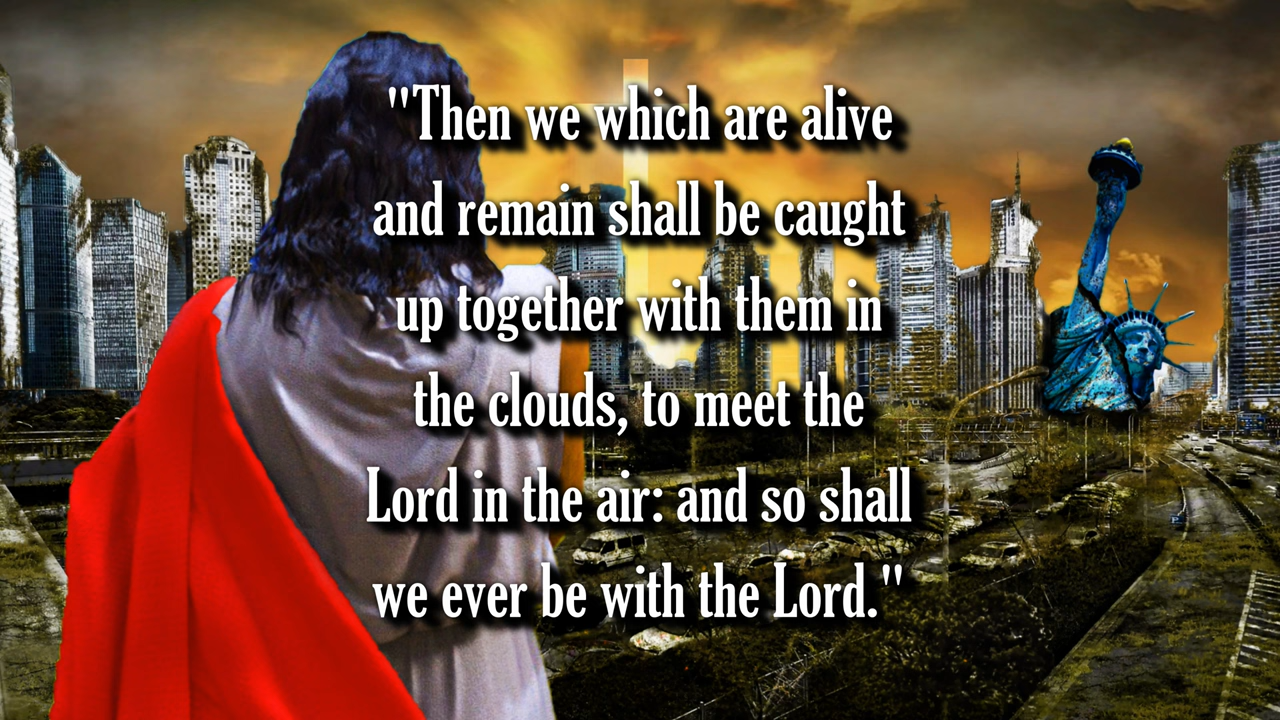 "Then we which are alive
and remain shall be caught
up together with them in
the clouds, to meet the
Lord in the air: and so shall
we ever be with the Lord."